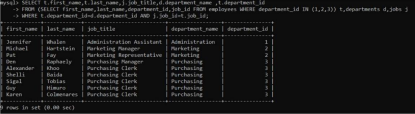 mysql> SELECT t.first_name,t.last_name,j.job_title,d.department_name ,t.department_id
-> FROM (SELECT first_name,last_name,department_id,job_id FROM employees WHERE department_id IN (1,2,3)) t,departments d,jobs j
-> WHERE t.department_id=d.department_id AND j.job_id=t.job_id;
| first_name | last_name | job_title | department_name | department_id |
| Jennifer | Whalen | Administration Assistant | Administration | 1 |
| Michael | Hartstein | Marketing Manager | Marketing | 2 |
| Pat | Fay | Marketing Representative | Marketing | 2 |
| Den | Raphaely | Purchasing Manager | Purchasing | 3 |
| Alexander | Khoo | Purchasing Clerk | Purchasing | 3 |
| Shelli | Baida | Purchasing Clerk | Purchasing | 3 |
| Sigal | Tobias | Purchasing Clerk | Purchasing | 3 |
| Guy | Himuro | Purchasing Clerk | Purchasing | 3 |
| Karen | Colmenares | Purchasing Clerk | Purchasing | 3 |
9 rows in set (0.00 sec)